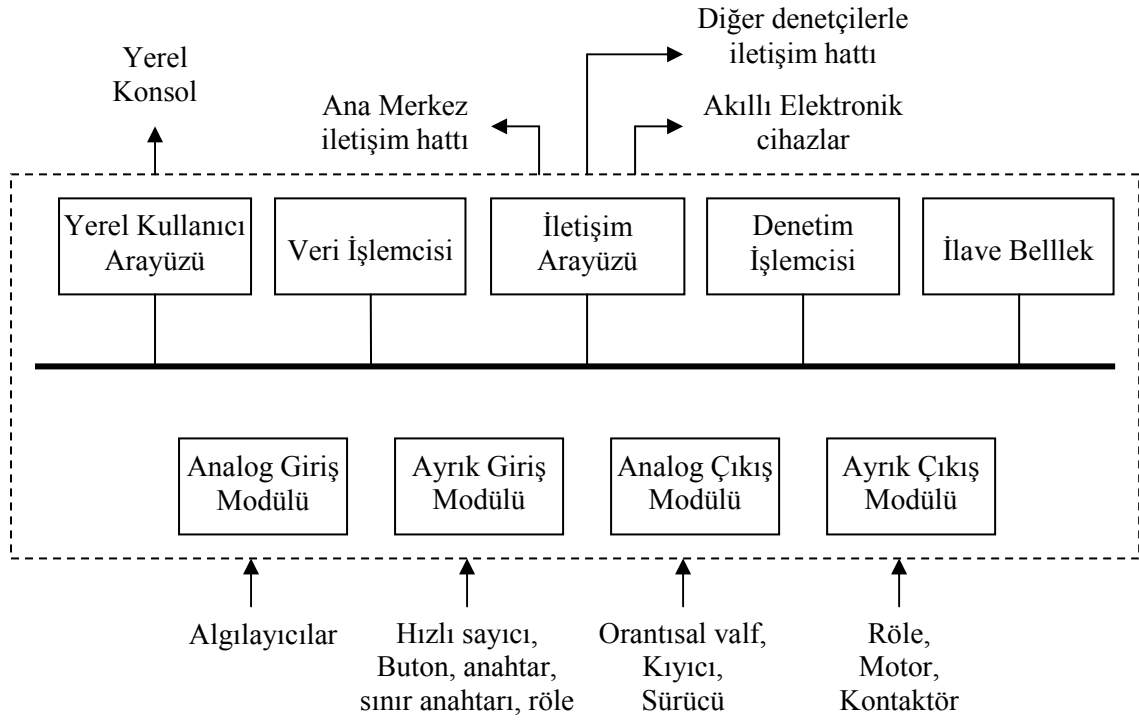 Diğer denetçilerle
iletişim hattı
Yerel
Konsol
Ana Merkez
iletişim hattı
Akıllı Elektronik
cihazlar
Yerel Kullanıcı
Arayüzü
Veri İşlemcisi
İletişim
Arayüzü
Denetim
İşlemcisi
İlave Belllek
Analog Giriş
Modülü
Ayrık Giriş
Modülü
Analog Çıkış
Modülü
Ayrık Çıkış
Modülü
Algılayıcılar
Hızlı sayıcı,
Buton, anahtar,
sınır anahtarı, röle
Orantısal valf,
Kıyıcı,
Sürücü
Röle,
Motor,
Kontaktör